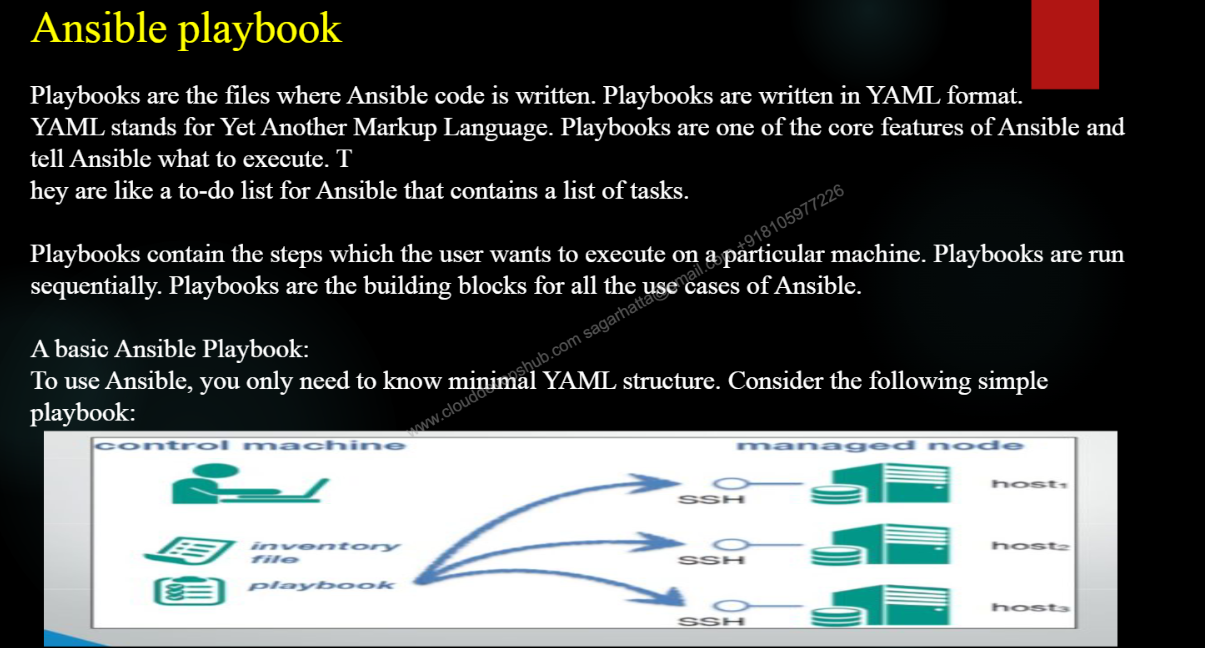 Ansible playbook
Playbooks are the files where Ansible code is written. Playbooks are written in YAML format.
YAML stands for Yet Another Markup Language. Playbooks are one of the core features of Ansible and
tell Ansible what to execute. T
hey are like a to-do list for Ansible that contains a list of tasks.
Playbooks contain the steps which the user wants to execute on a particular machine. Playbooks are run
sequentially. Playbooks are the building blocks for all the use cases of Ansible.
A basic Ansible Playbook:
To use Ansible, you only need to know minimal YAML structure. Consider the following simple
playbook:
control machine
managed node
SSH
host1
inventory
file
SSH
host2
playbook
SSH
host3
sagarhatta +918105977226